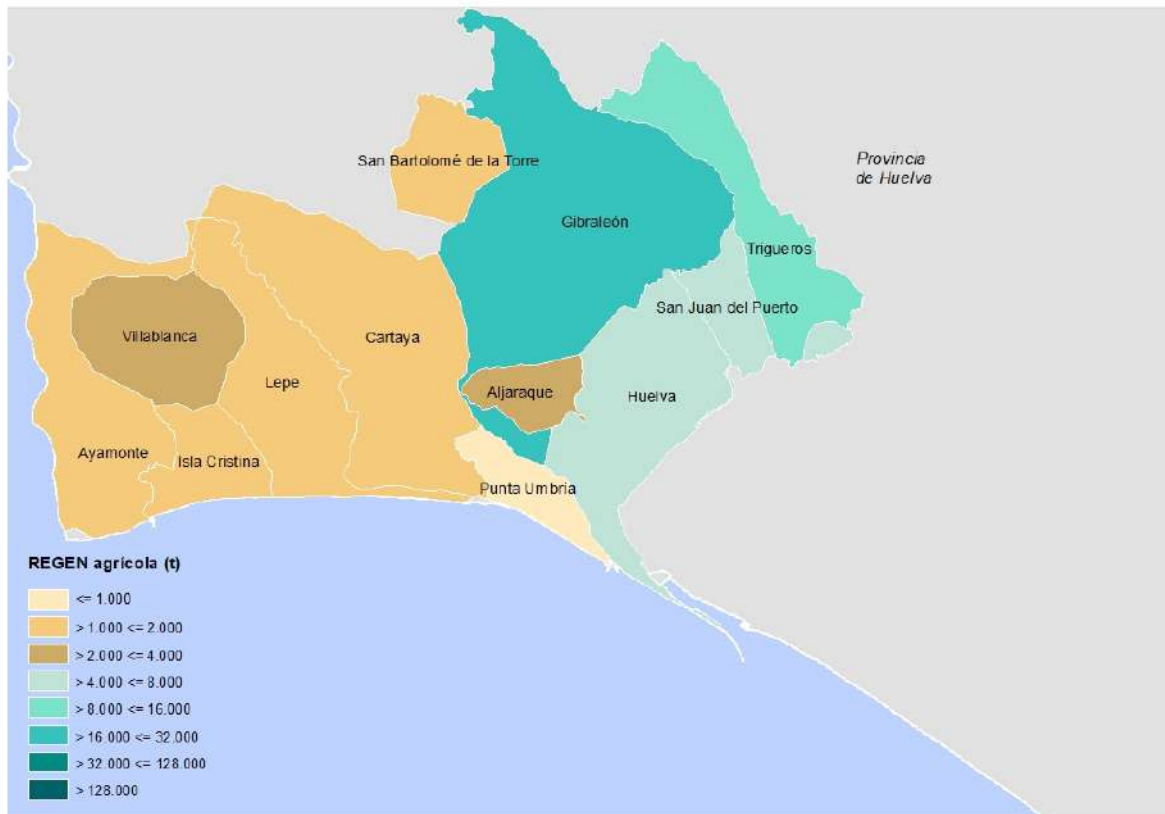 San Bartolomé de la Torre
Provincia
de Huelva
Gibraleón
Trigueros
San Juan del Puerto
Villablanca
Cartaya
Lepe
Aljaraque
Huelva
Ayamonte
Isla Cristina
Punta Umbría
REGEN agrícola (t)
<= 1.000
> 1.000 <= 2.000
> 2.000 <= 4.000
> 4.000 <= 8.000
> 8.000 <= 16.000
> 16.000 <= 32.000
> 32.000 <= 128.000
> 128.000